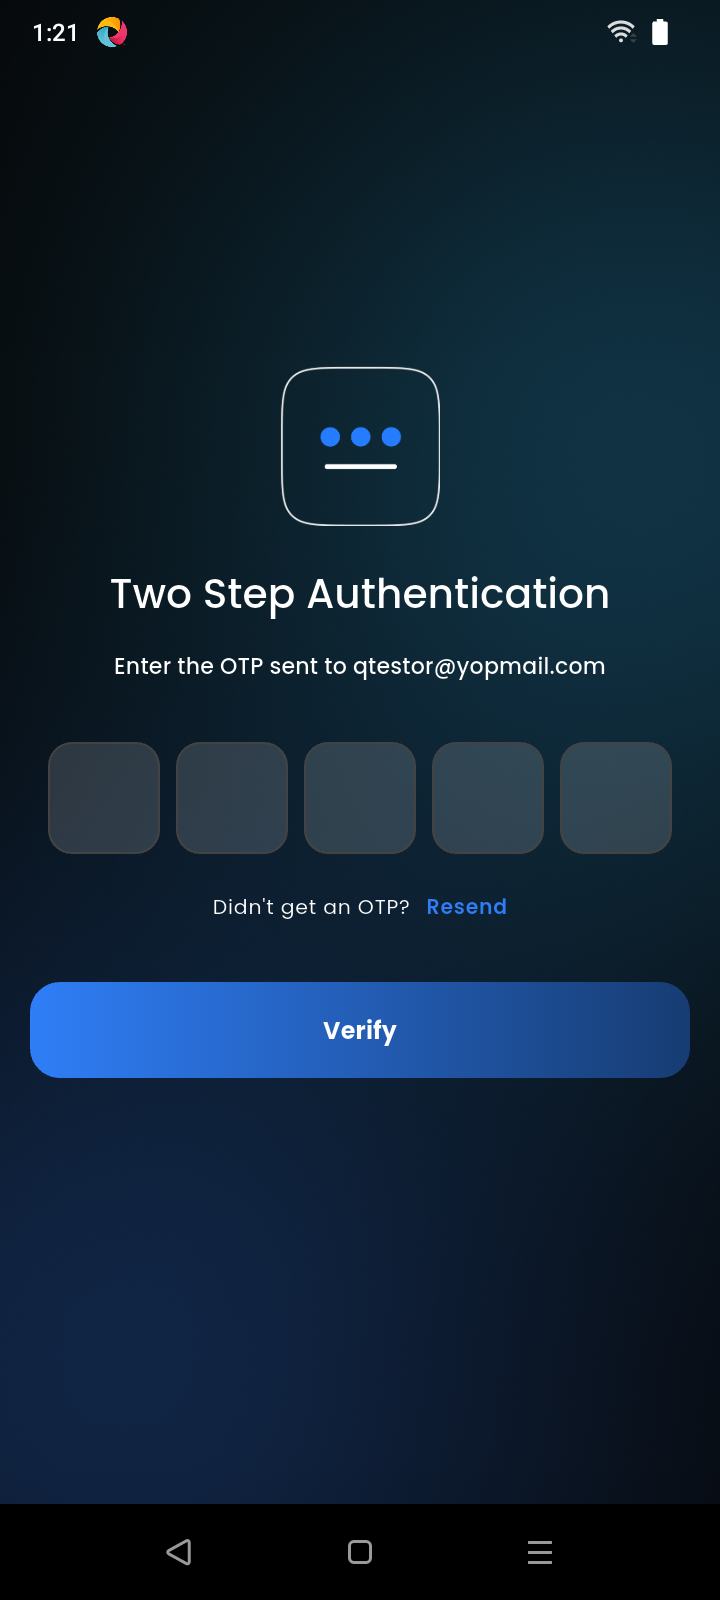 1:21
Two Step Authentication
Enter the OTP sent to qtestor@yopmail.com
Didn't get an OTP? Resend
Verify